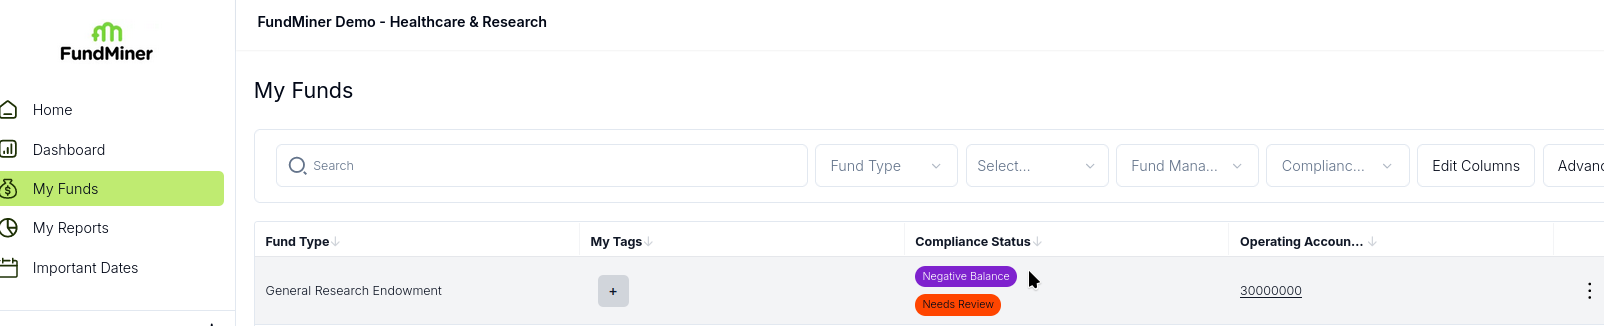 FundMiner Demo - Healthcare & Research
FundMiner
Home
Dashboard
My Funds
My Reports
Important Dates
My Funds
Search
Fund Type
Select...
Fund Mana...
Complianc...
Edit Columns
Advanc
Fund Type
My Tags
Compliance Status
Operating Accoun...
General Research Endowment
+
Negative Balance
Needs Review
30000000